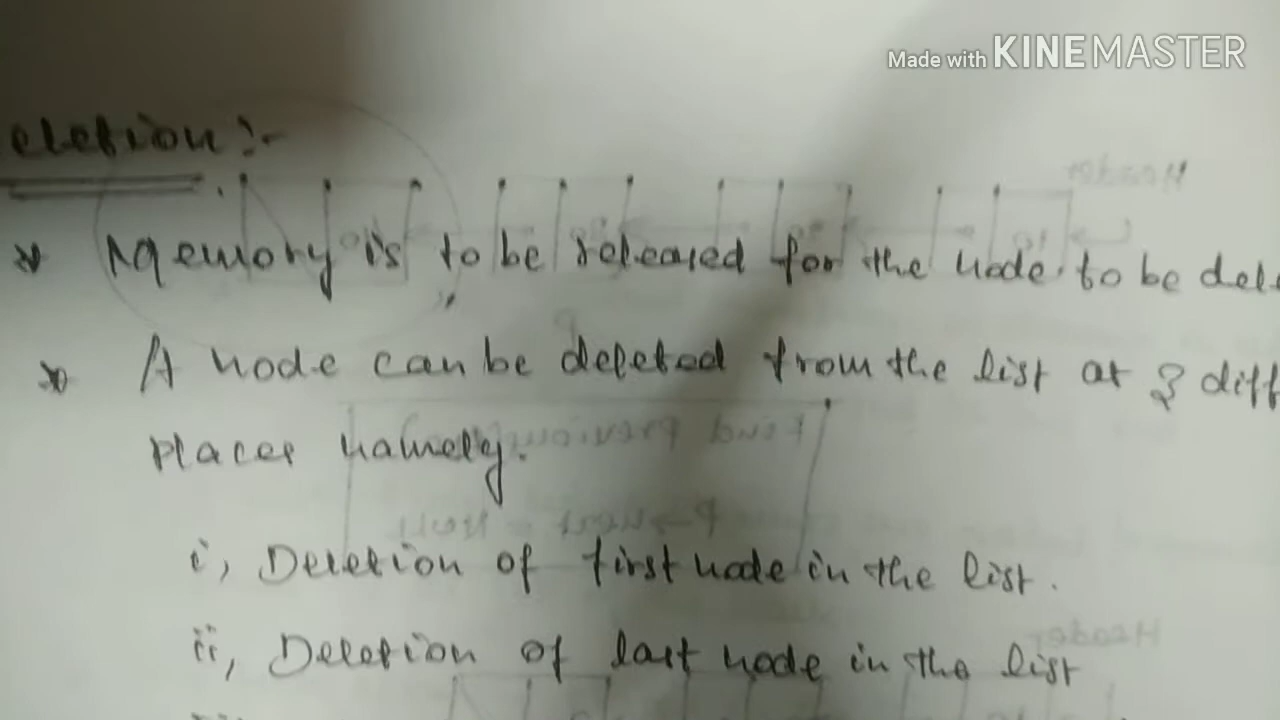 Made with KINEMASTER
eletion :-
* Memory is to be released for the node to be dele
* A node can be deleted from the list at 3 diff
places namely.
i, Deletion of first node in the list.
ii, Deletion of last node in the list